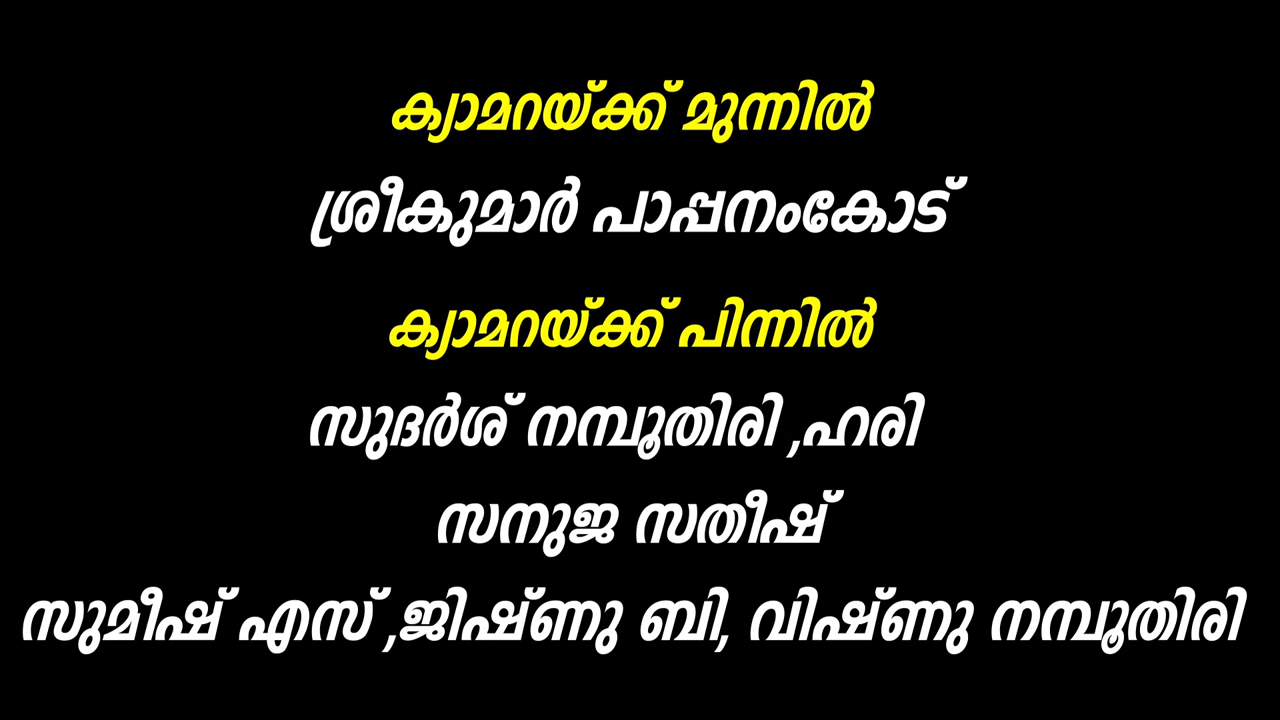 ക്യാമറയ്ക്ക് മുന്നിൽ
ശ്രീകുമാർ പാപ്പനംകോട്
ക്യാമറയ്ക്ക് പിന്നിൽ
സുദർശ് നമ്പൂതിരി ,ഹരി
സനുജ സതീഷ്
സുമീഷ് എസ് ,ജിഷ്ണു ബി, വിഷ്ണു നമ്പൂതിരി